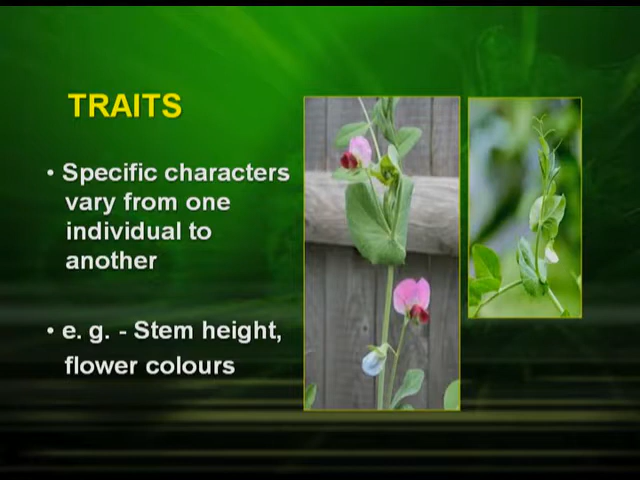 TRAITS
• Specific characters
vary from one
individual to
another
• e. g. - Stem height,
flower colours